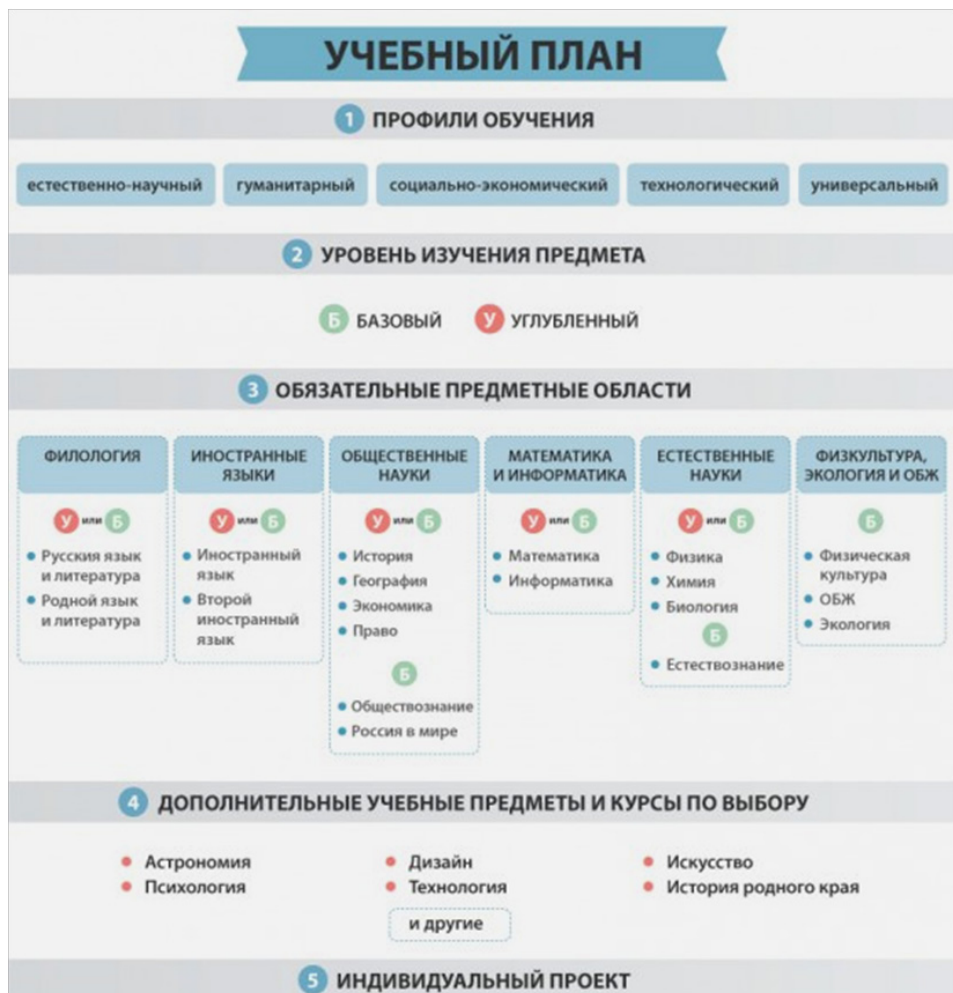 УЧЕБНЫЙ ПЛАН
1 ПРОФИЛИ ОБУЧЕНИЯ
естественно-научный
гуманитарный
социально-экономический
технологический
универсальный
2 УРОВЕНЬ ИЗУЧЕНИЯ ПРЕДМЕТА
Б БАЗОВЫЙ
У УГЛУБЛЕННЫЙ
3 ОБЯЗАТЕЛЬНЫЕ ПРЕДМЕТНЫЕ ОБЛАСТИ
ФИЛОЛОГИЯ
У или Б
Русския язык
и литература
Родной язык
и литература
ИНОСТРАННЫЕ
ЯЗЫКИ
У или Б
Иностранный
язык
Второй
иностранный
язык
ОБЩЕСТВЕННЫЕ
НАУКИ
У или Б
История
География
Экономика
Право
Б
Обществознание
Россия в мире
МАТЕМАТИКА
И ИНФОРМАТИКА
У или Б
Математика
Информатика
ЕСТЕСТВЕННЫЕ
НАУКИ
У или Б
Физика
Химия
Биология
Б
Естествознание
ФИЗКУЛЬТУРА,
ЭКОЛОГИЯ И ОБЖ
Б
Физическая
культура
ОБЖ
Экология
4 ДОПОЛНИТЕЛЬНЫЕ УЧЕБНЫЕ ПРЕДМЕТЫ И КУРСЫ ПО ВЫБОРУ
Астрономия
Психология
Дизайн
Технология
Искусство
История родного края
и другие
5 ИНДИВИДУАЛЬНЫЙ ПРОЕКТ